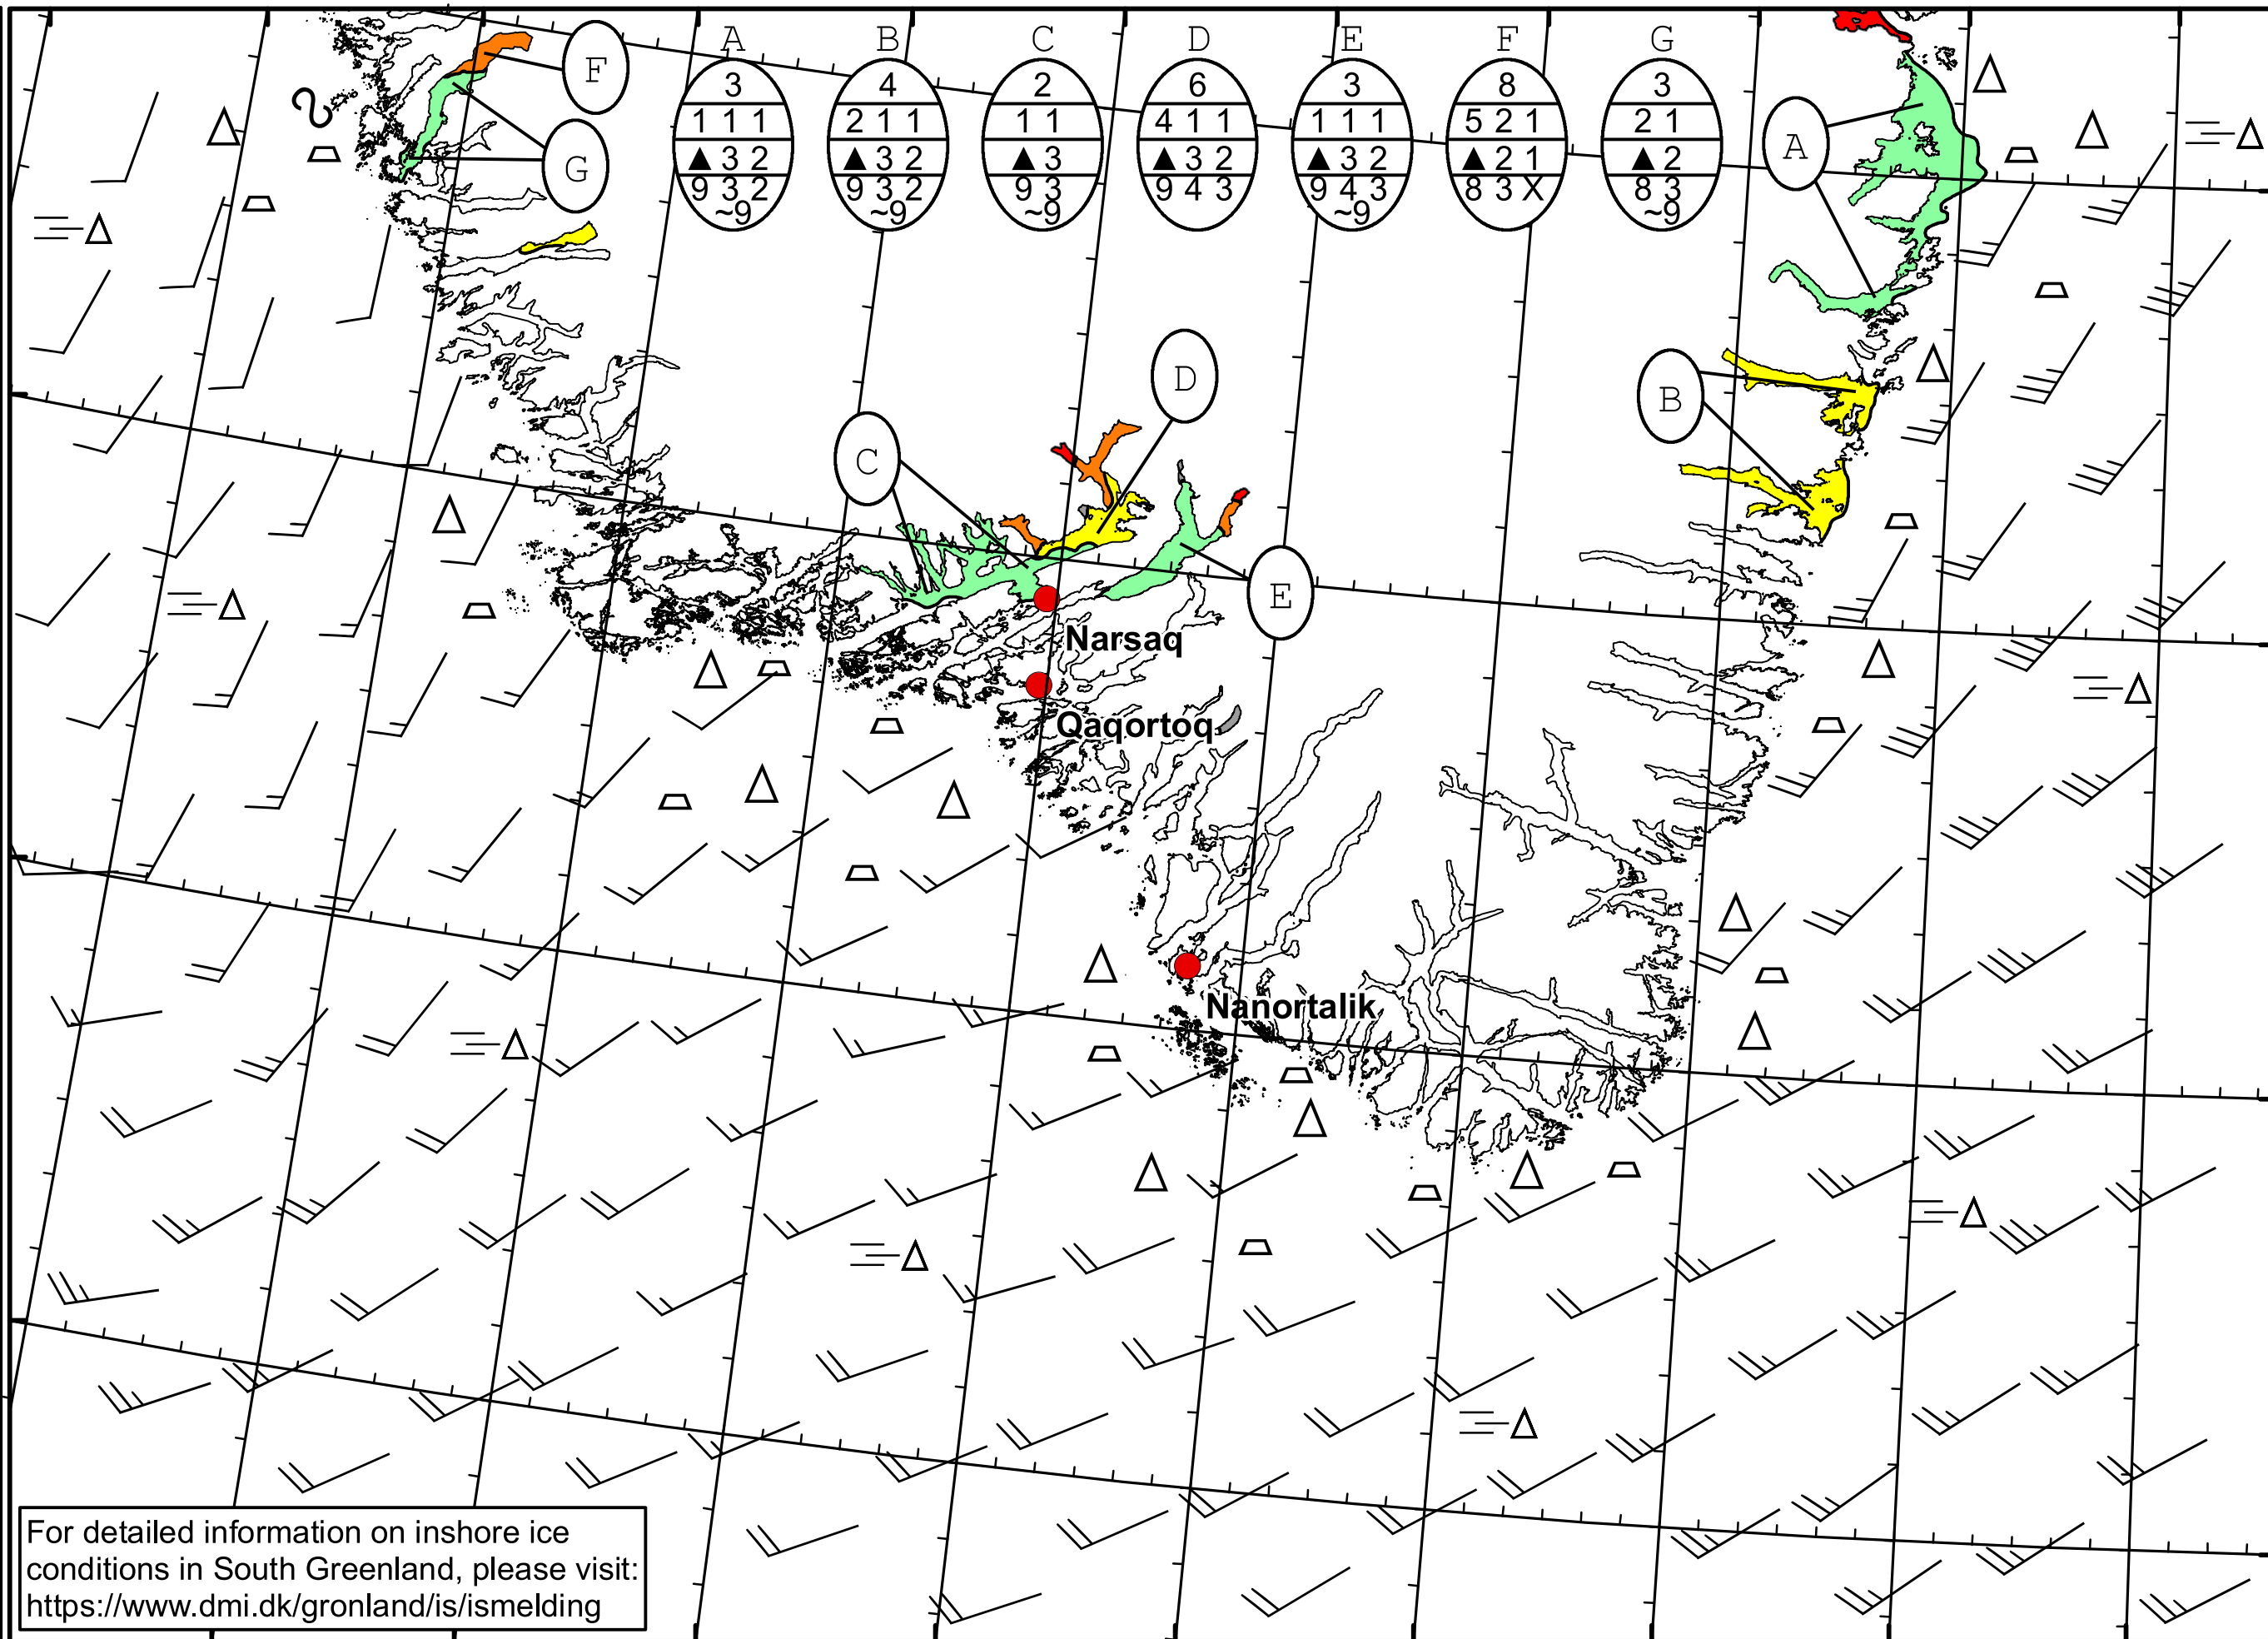 A B C D E F G
3 4 2 6 3 8 3
1 1 1 2 1 1 1 1 4 1 1 1 1 1 5 2 1 2 1
▲ 3 2 ▲ 3 2 ▲ 3 ▲ 3 2 ▲ 3 2 ▲ 2 1 ▲ 2
9 3 2 9 3 2 9 3 9 4 3 9 4 3 8 3 X 8 3
~9 ~9 ~9 ~9 ~9
F
G
A
D
B
C
E
Narsaq
Qaqortoq
Nanortalik
For detailed information on inshore ice
conditions in South Greenland, please visit:
https://www.dmi.dk/gronland/is/ismelding